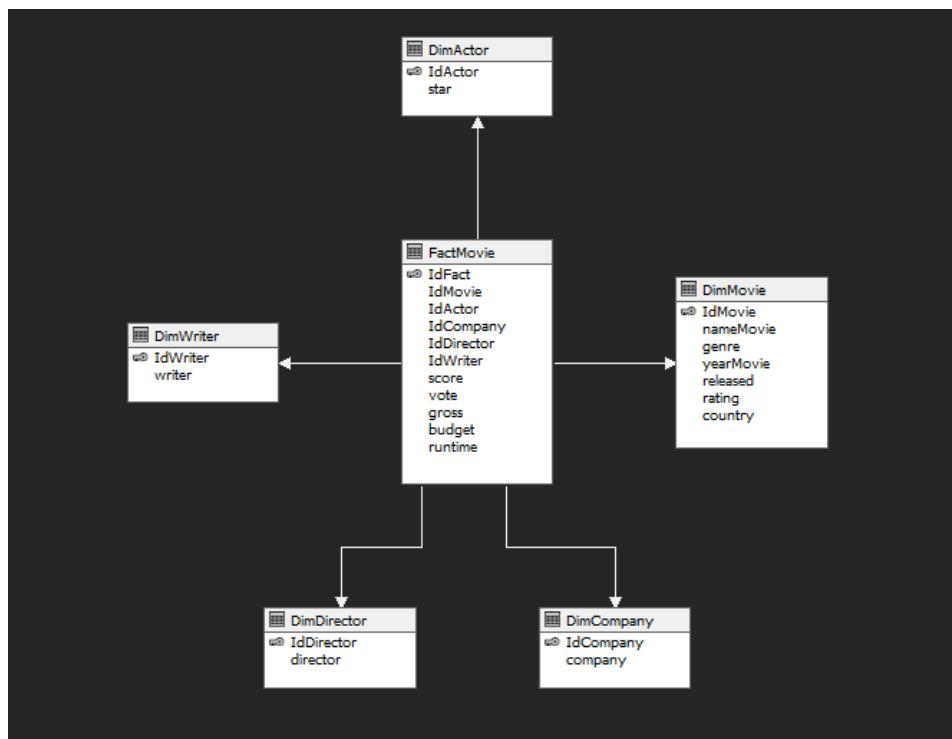 DimActor
IdActor
star
FactMovie
IdFact
IdMovie
IdActor
IdCompany
IdDirector
IdWriter
score
vote
gross
budget
runtime
DimMovie
IdMovie
nameMovie
genre
yearMovie
released
rating
country
DimWriter
IdWriter
writer
DimDirector
IdDirector
director
DimCompany
IdCompany
company